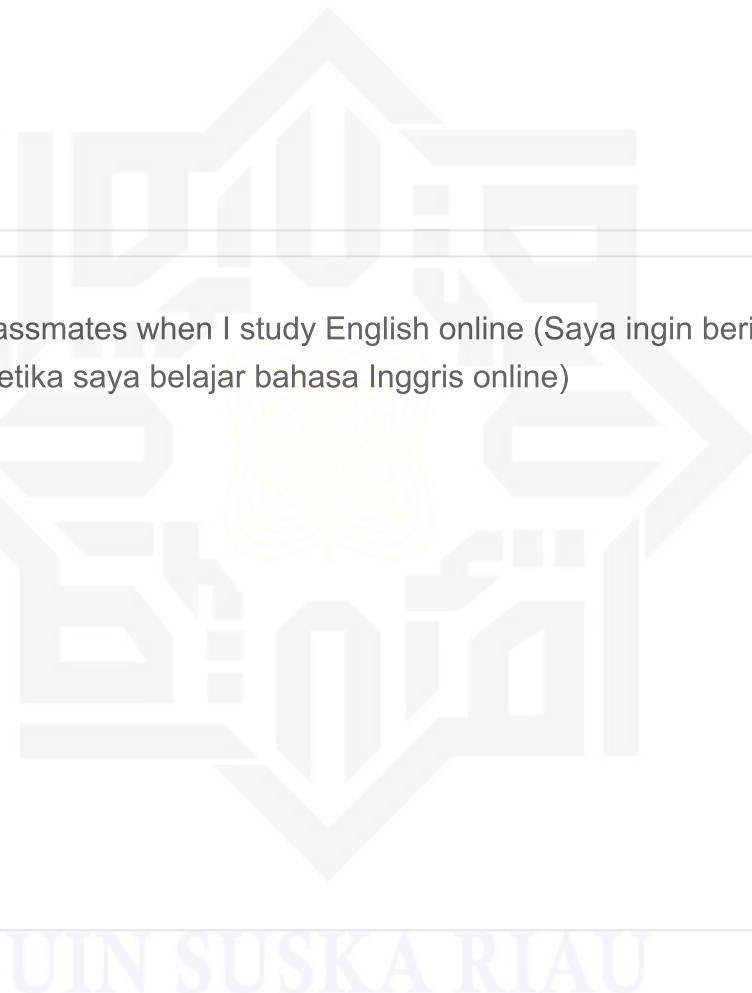 assmates when I study English online (Saya ingin beri
etika saya belajar bahasa Inggris online)
UIN SUSKA RIAU